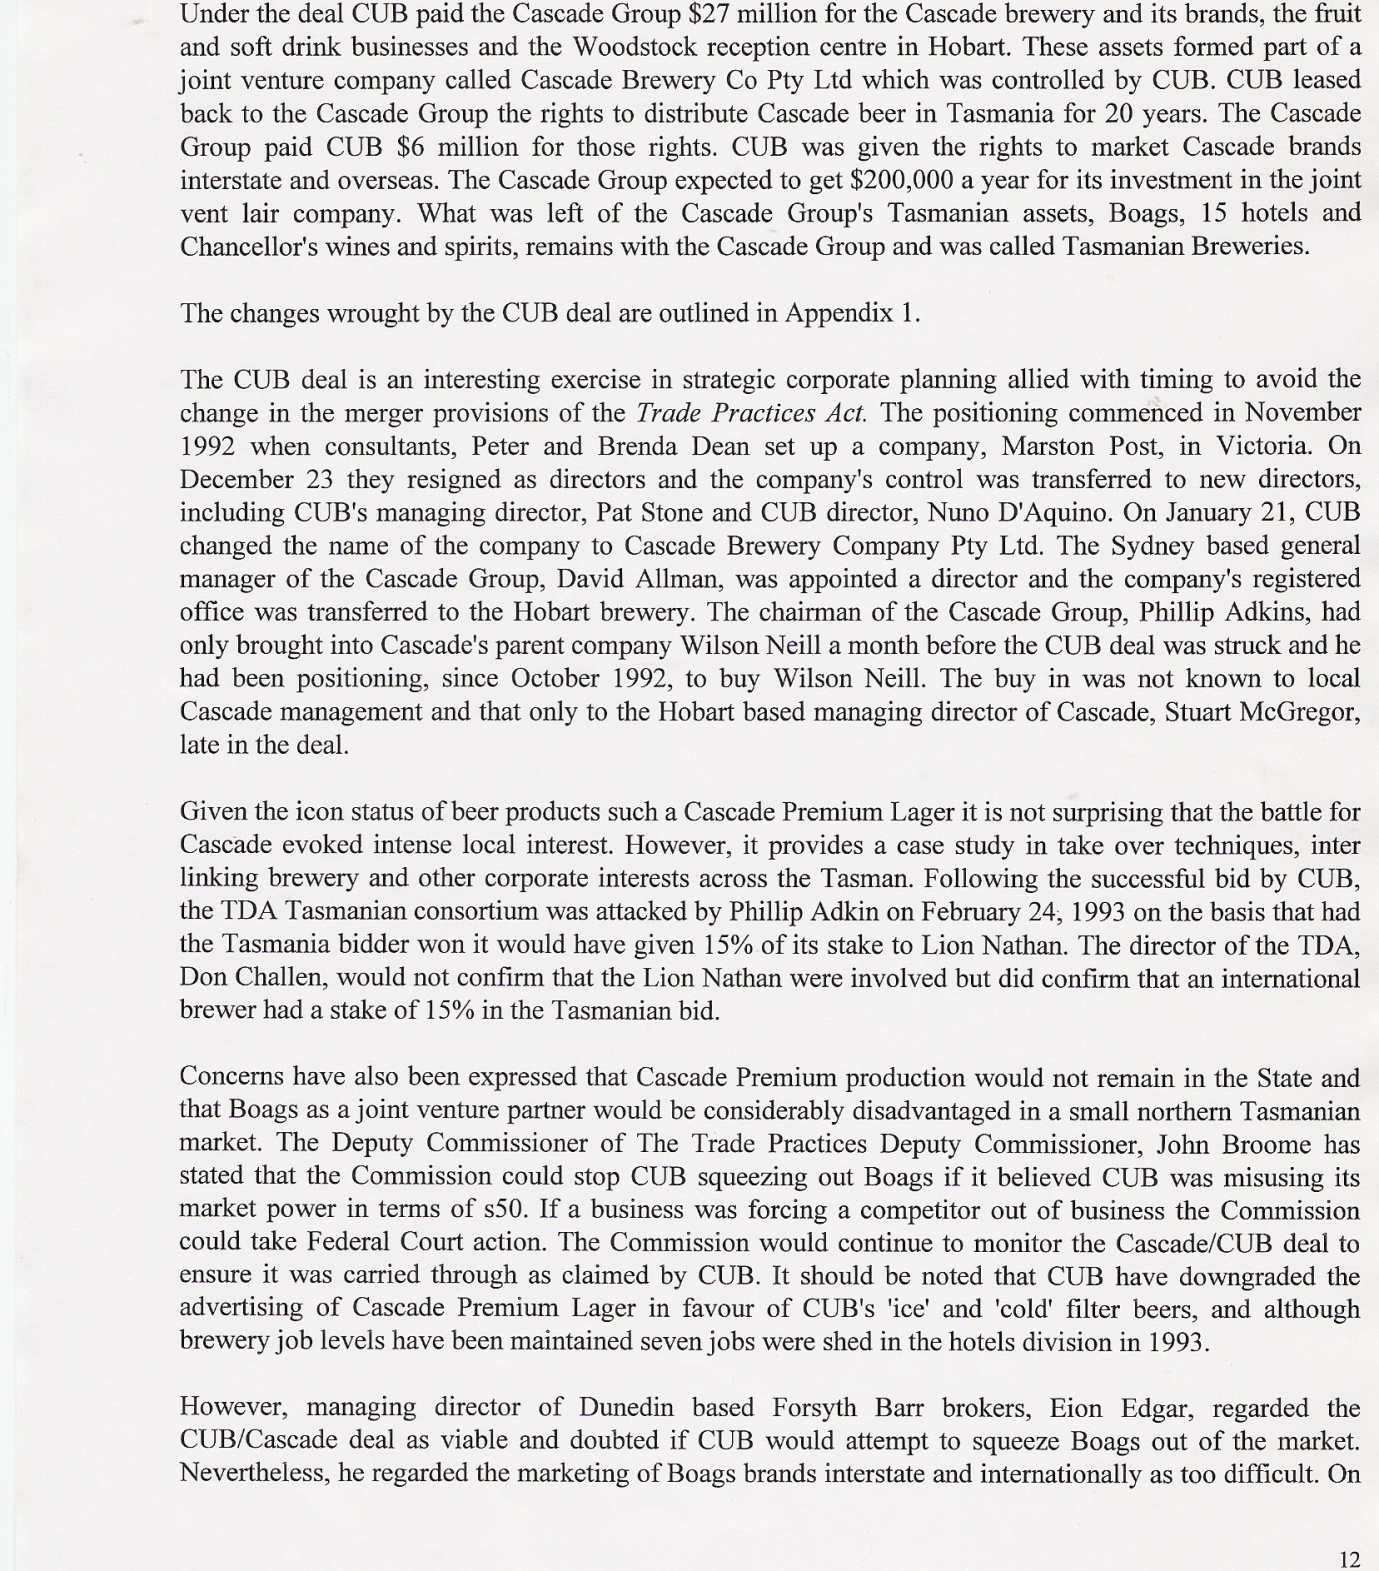 Under the deal CUB paid the Cascade Group $27 million for the Cascade brewery and its brands, the fruit
and soft drink businesses and the Woodstock reception centre in Hobart. These assets formed part of a
joint venture company called Cascade Brewery Co Pty Ltd which was controlled by CUB. CUB leased
back to the Cascade Group the rights to distribute Cascade beer in Tasmania for 20 years. The Cascade
Group paid CUB $6 million for those rights. CUB was given the rights to market Cascade brands
interstate and overseas. The Cascade Group expected to get $200,000 a year for its investment in the joint
vent lair company. What was left of the Cascade Group's Tasmanian assets, Boags, 15 hotels and
Chancellor's wines and spirits, remains with the Cascade Group and was called Tasmanian Breweries.
The changes wrought by the CUB deal are outlined in Appendix 1.
The CUB deal is an interesting exercise in strategic corporate planning allied with timing to avoid the
change in the merger provisions of the Trade Practices Act. The positioning commenced in November
1992 when consultants, Peter and Brenda Dean set up a company, Marston Post, in Victoria. On
December 23 they resigned as directors and the company's control was transferred to new directors,
including CUB's managing director, Pat Stone and CUB director, Nuno D'Aquino. On January 21, CUB
changed the name of the company to Cascade Brewery Company Pty Ltd. The Sydney based general
manager of the Cascade Group, David Allman, was appointed a director and the company's registered
office was transferred to the Hobart brewery. The chairman of the Cascade Group, Phillip Adkins, had
only brought into Cascade's parent company Wilson Neill a month before the CUB deal was struck and he
had been positioning, since October 1992, to buy Wilson Neill. The buy in was not known to local
Cascade management and that only to the Hobart based managing director of Cascade, Stuart McGregor,
late in the deal.
Given the icon status of beer products such a Cascade Premium Lager it is not surprising that the battle for
Cascade evoked intense local interest. However, it provides a case study in take over techniques, inter
linking brewery and other corporate interests across the Tasman. Following the successful bid by CUB,
the TDA Tasmanian consortium was attacked by Phillip Adkin on February 24, 1993 on the basis that had
the Tasmania bidder won it would have given 15% of its stake to Lion Nathan. The director of the TDA,
Don Challen, would not confirm that the Lion Nathan were involved but did confirm that an international
brewer had a stake of 15% in the Tasmanian bid.
Concerns have also been expressed that Cascade Premium production would not remain in the State and
that Boags as a joint venture partner would be considerably disadvantaged in a small northern Tasmanian
market. The Deputy Commissioner of The Trade Practices Deputy Commissioner, John Broome has
stated that the Commission could stop CUB squeezing out Boags if it believed CUB was misusing its
market power in terms of s50. If a business was forcing a competitor out of business the Commission
could take Federal Court action. The Commission would continue to monitor the Cascade/CUB deal to
ensure it was carried through as claimed by CUB. It should be noted that CUB have downgraded the
advertising of Cascade Premium Lager in favour of CUB's 'ice' and 'cold' filter beers, and although
brewery job levels have been maintained seven jobs were shed in the hotels division in 1993.
However, managing director of Dunedin based Forsyth Barr brokers, Eion Edgar, regarded the
CUB/Cascade deal as viable and doubted if CUB would attempt to squeeze Boags out of the market.
Nevertheless, he regarded the marketing of Boags brands interstate and internationally as too difficult. On
12